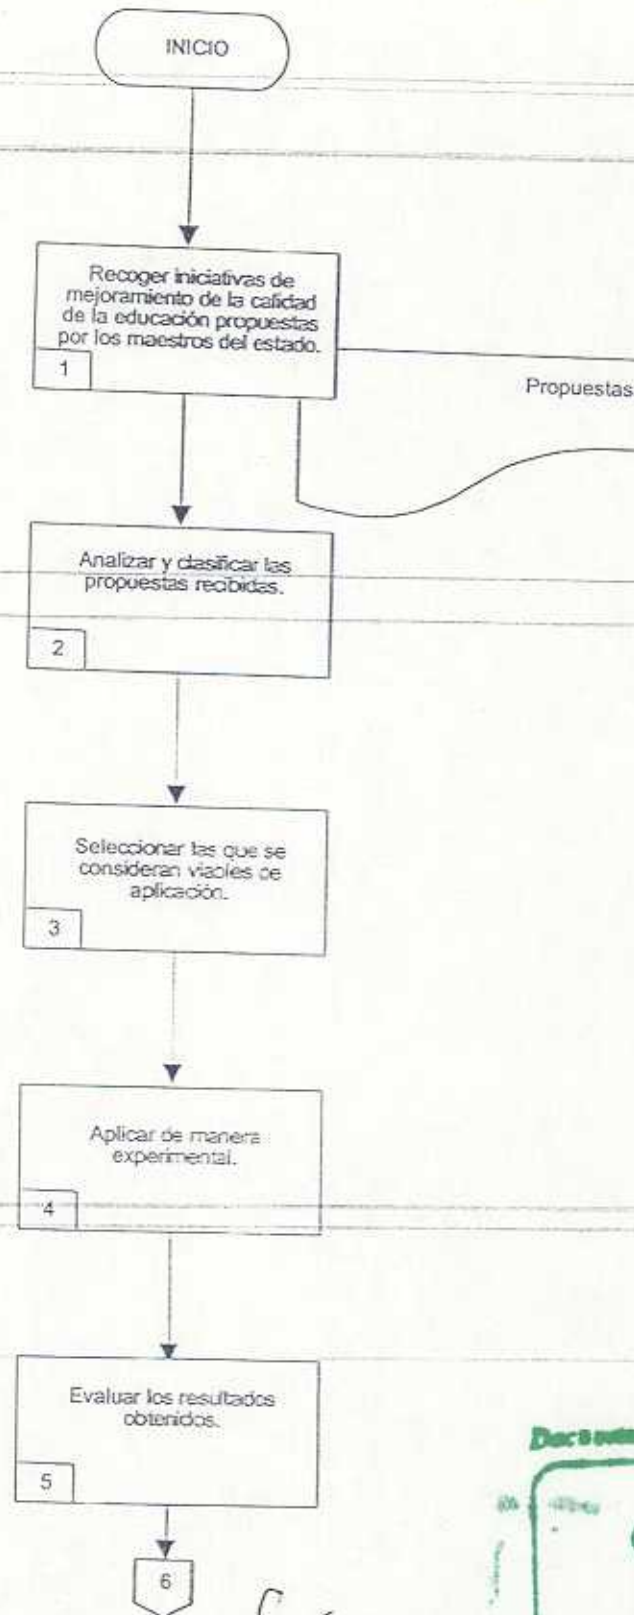 INICIO
Recoger iniciativas de
mejoramiento de la calidad
de la educación propuestas
por los maestros del estado.
1
Propuestas
Analizar y clasificar las
propuestas recibidas.
2
Seleccionar las que se
consideran viables de
aplicación.
3
Aplicar de manera
experimental.
4
Evaluar los resultados
obtenidos.
5
6